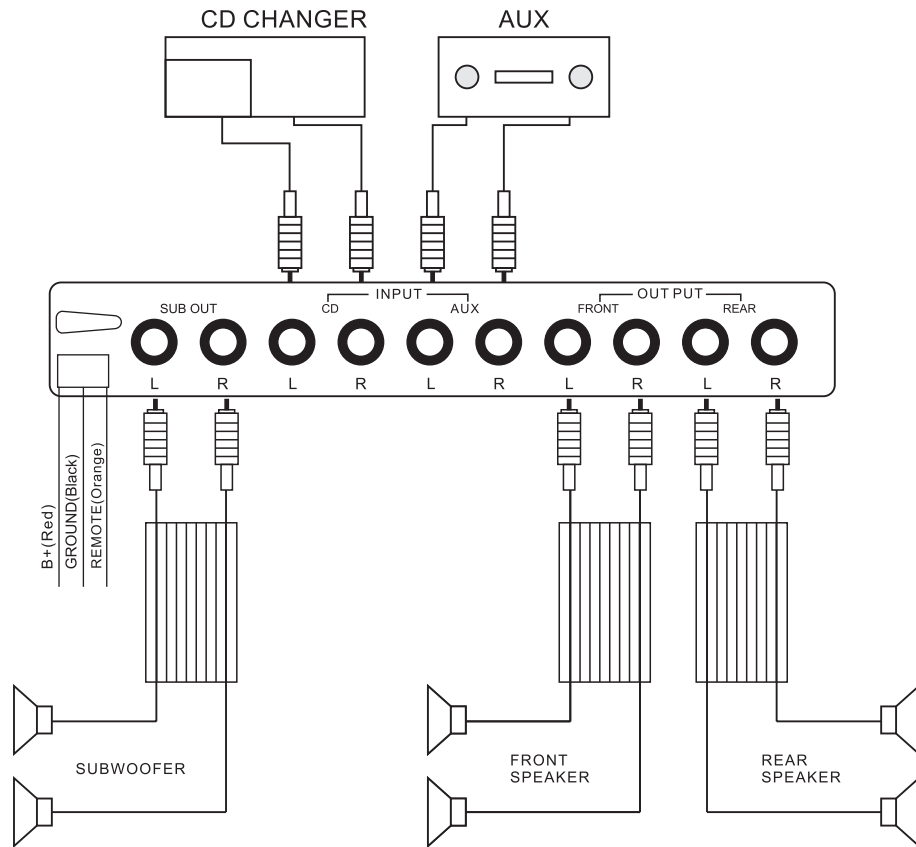 CD CHANGER
AUX
INPUT
OUT PUT
SUB OUT
CD
AUX
FRONT
REAR
L R L R L R L R L R
B+(Red)
GROUND(Black)
REMOTE(Orange)
SUBWOOFER
FRONT
SPEAKER
REAR
SPEAKER